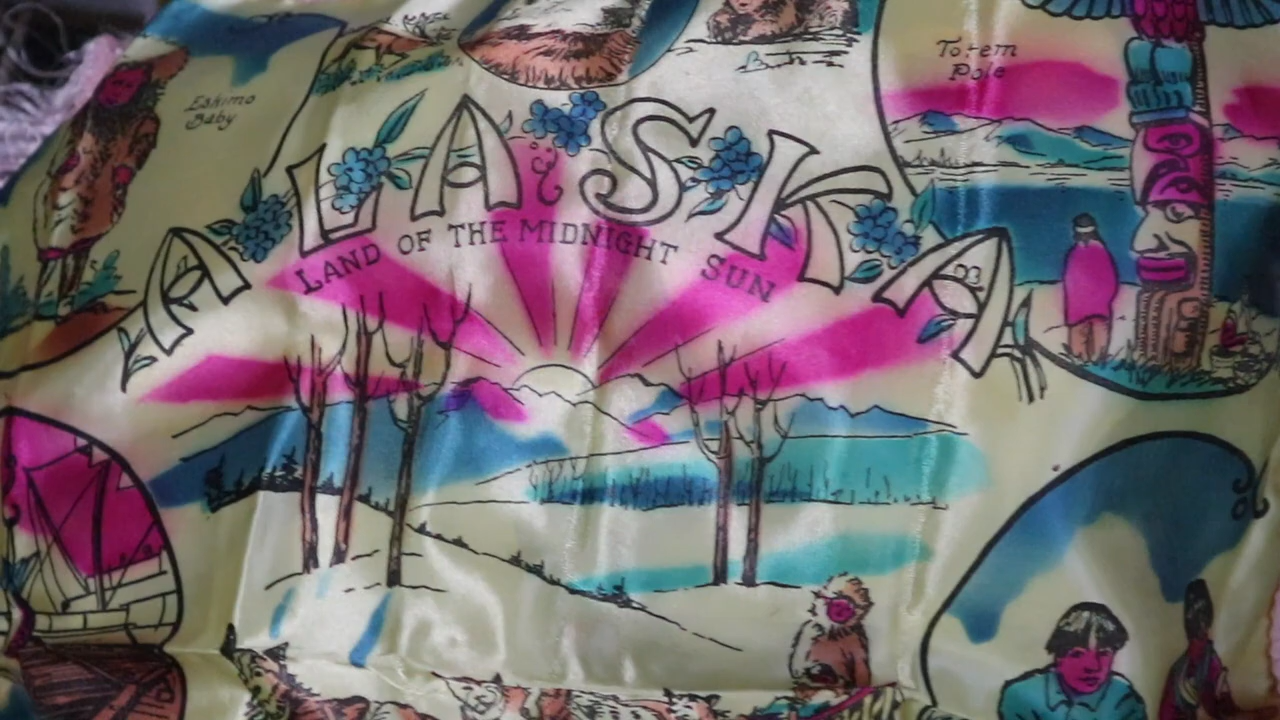 Eskimo
Baby
Totem
Pole
ALASKA
LAND OF THE MIDNIGHT SUN